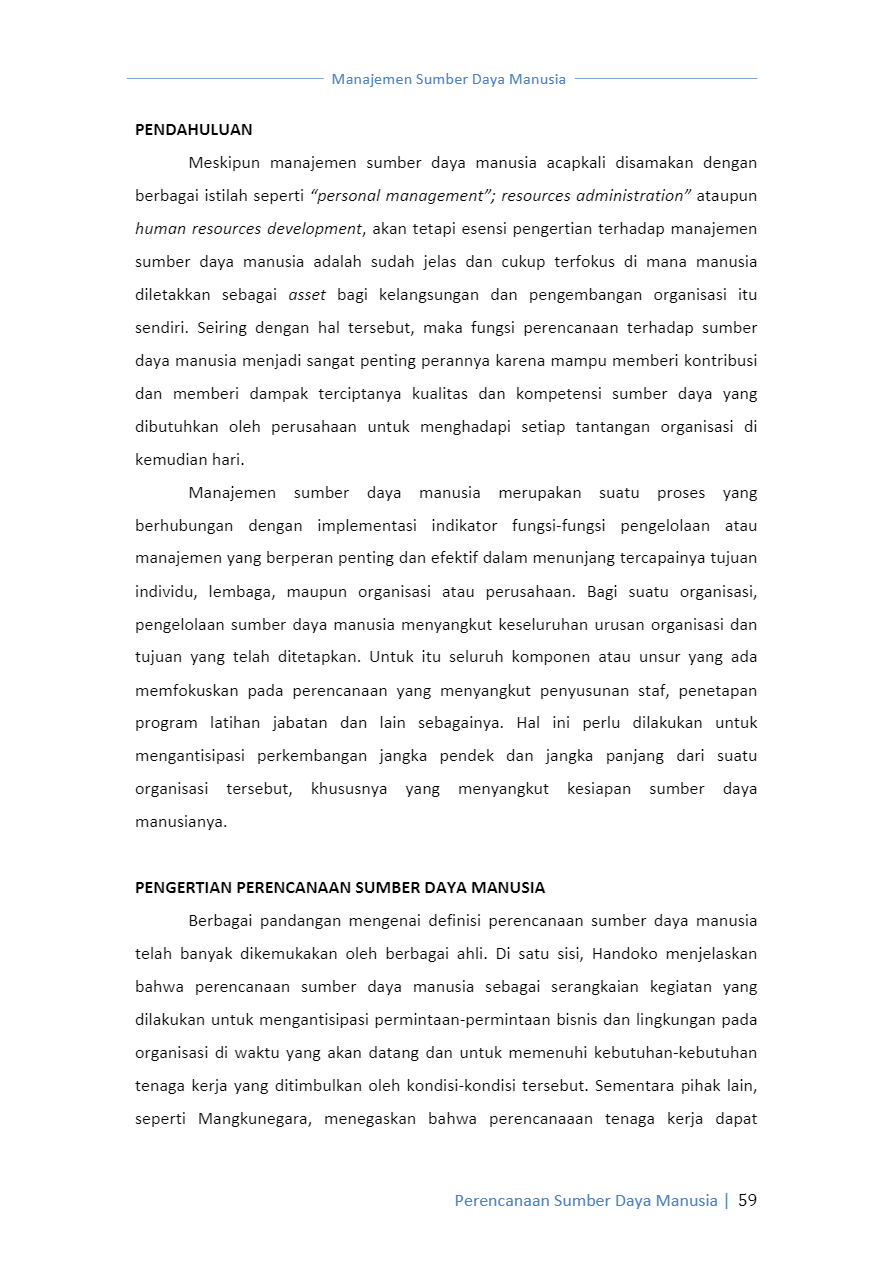 Manajemen Sumber Daya Manusia
PENDAHULUAN
Meskipun manajemen sumber daya manusia acapkali disamakan dengan
berbagai istilah seperti “personal management”; resources administration” ataupun
human resources development, akan tetapi esensi pengertian terhadap manajemen
sumber daya manusia adalah sudah jelas dan cukup terfokus di mana manusia
diletakkan sebagai asset bagi kelangsungan dan pengembangan organisasi itu
sendiri. Seiring dengan hal tersebut, maka fungsi perencanaan terhadap sumber
daya manusia menjadi sangat penting perannya karena mampu memberi kontribusi
dan memberi dampak terciptanya kualitas dan kompetensi sumber daya yang
dibutuhkan oleh perusahaan untuk menghadapi setiap tantangan organisasi di
kemudian hari.
Manajemen sumber daya manusia merupakan suatu proses yang
berhubungan dengan implementasi indikator fungsi-fungsi pengelolaan atau
manajemen yang berperan penting dan efektif dalam menunjang tercapainya tujuan
individu, lembaga, maupun organisasi atau perusahaan. Bagi suatu organisasi,
pengelolaan sumber daya manusia menyangkut keseluruhan urusan organisasi dan
tujuan yang telah ditetapkan. Untuk itu seluruh komponen atau unsur yang ada
memfokuskan pada perencanaan yang menyangkut penyusunan staf, penetapan
program latihan jabatan dan lain sebagainya. Hal ini perlu dilakukan untuk
mengantisipasi perkembangan jangka pendek dan jangka panjang dari suatu
organisasi tersebut, khususnya yang menyangkut kesiapan sumber daya
manusianya.
PENGERTIAN PERENCANAAN SUMBER DAYA MANUSIA
Berbagai pandangan mengenai definisi perencanaan sumber daya manusia
telah banyak dikemukakan oleh berbagai ahli. Di satu sisi, Handoko menjelaskan
bahwa perencanaan sumber daya manusia sebagai serangkaian kegiatan yang
dilakukan untuk mengantisipasi permintaan-permintaan bisnis dan lingkungan pada
organisasi di waktu yang akan datang dan untuk memenuhi kebutuhan-kebutuhan
tenaga kerja yang ditimbulkan oleh kondisi-kondisi tersebut. Sementara pihak lain,
seperti Mangkunegara, menegaskan bahwa perencanaaan tenaga kerja dapat
Perencanaan Sumber Daya Manusia | 59